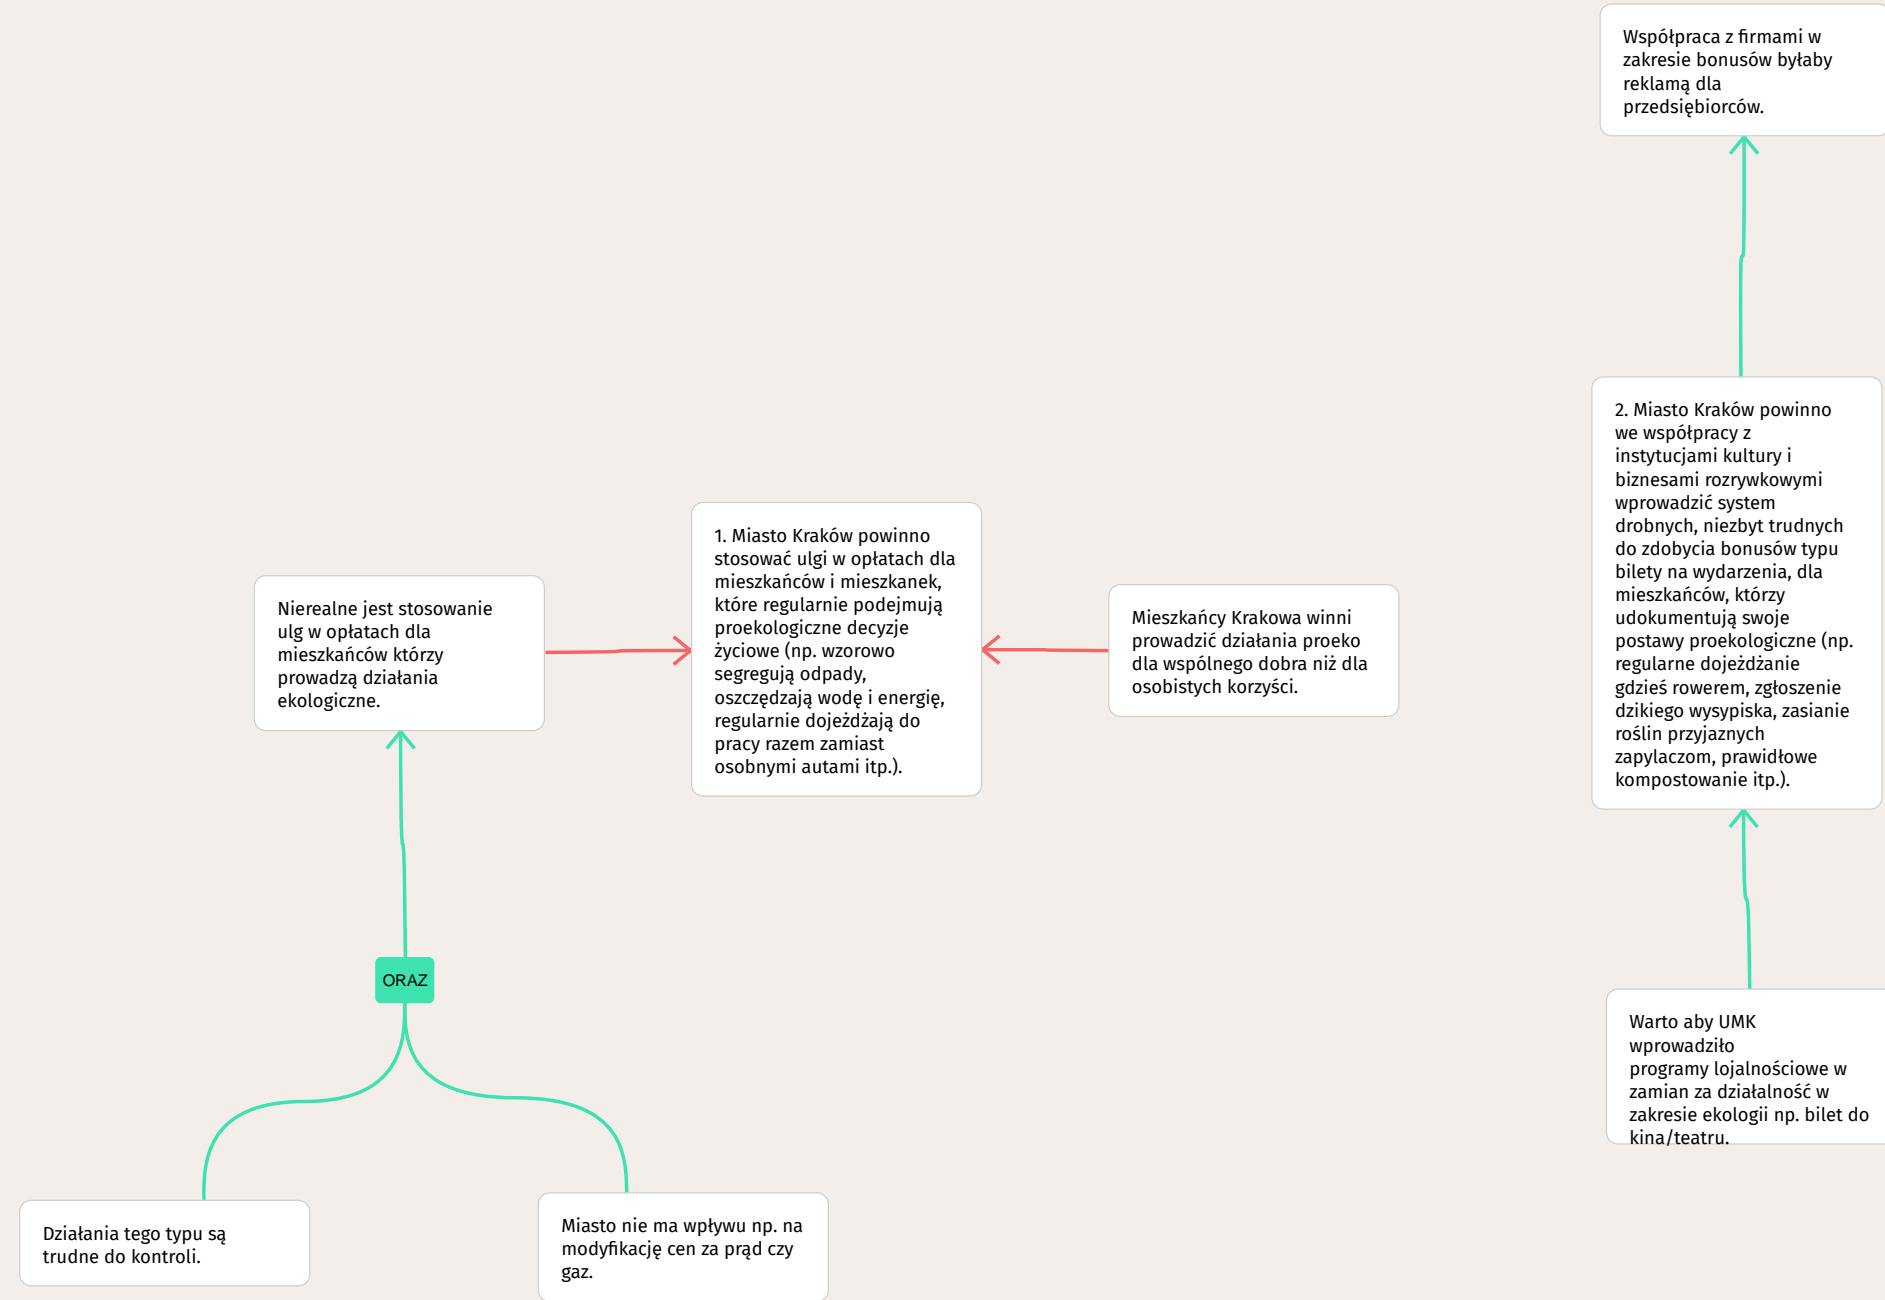 Współpraca z firmami w
zakresie bonusów byłaby
reklamą dla
przedsiębiorców.
2. Miasto Kraków powinno
we współpracy z
instytucjami kultury i
biznesami rozrywkowymi
wprowadzić system
drobnych, niezbyt trudnych
do zdobycia bonusów typu
bilety na wydarzenia, dla
mieszkańców, którzy
udokumentują swoje
postawy proekologiczne (np.
regularne dojeżdżanie
gdzieś rowerem, zgłoszenie
dzikiego wysypiska, zasianie
roślin przyjaznych
zapylaczom, prawidłowe
kompostowanie itp.).
1. Miasto Kraków powinno
stosować ulgi w opłatach dla
mieszkańców i mieszkanek,
które regularnie podejmują
proekologiczne decyzje
życiowe (np. wzorowo
segregują odpady,
oszczędzają wodę i energię,
regularnie dojeżdżają do
pracy razem zamiast
osobnymi autami itp.).
Nierealne jest stosowanie
ulg w opłatach dla
mieszkańców którzy
prowadzą działania
ekologiczne.
Mieszkańcy Krakowa winni
prowadzić działania proeko
dla wspólnego dobra niż dla
osobistych korzyści.
ORAZ
Warto aby UMK
wprowadziło
programy lojalnościowe w
zamian za działalność w
zakresie ekologii np. bilet do
kina/teatru.
Działania tego typu są
trudne do kontroli.
Miasto nie ma wpływu np. na
modyfikację cen za prąd czy
gaz.